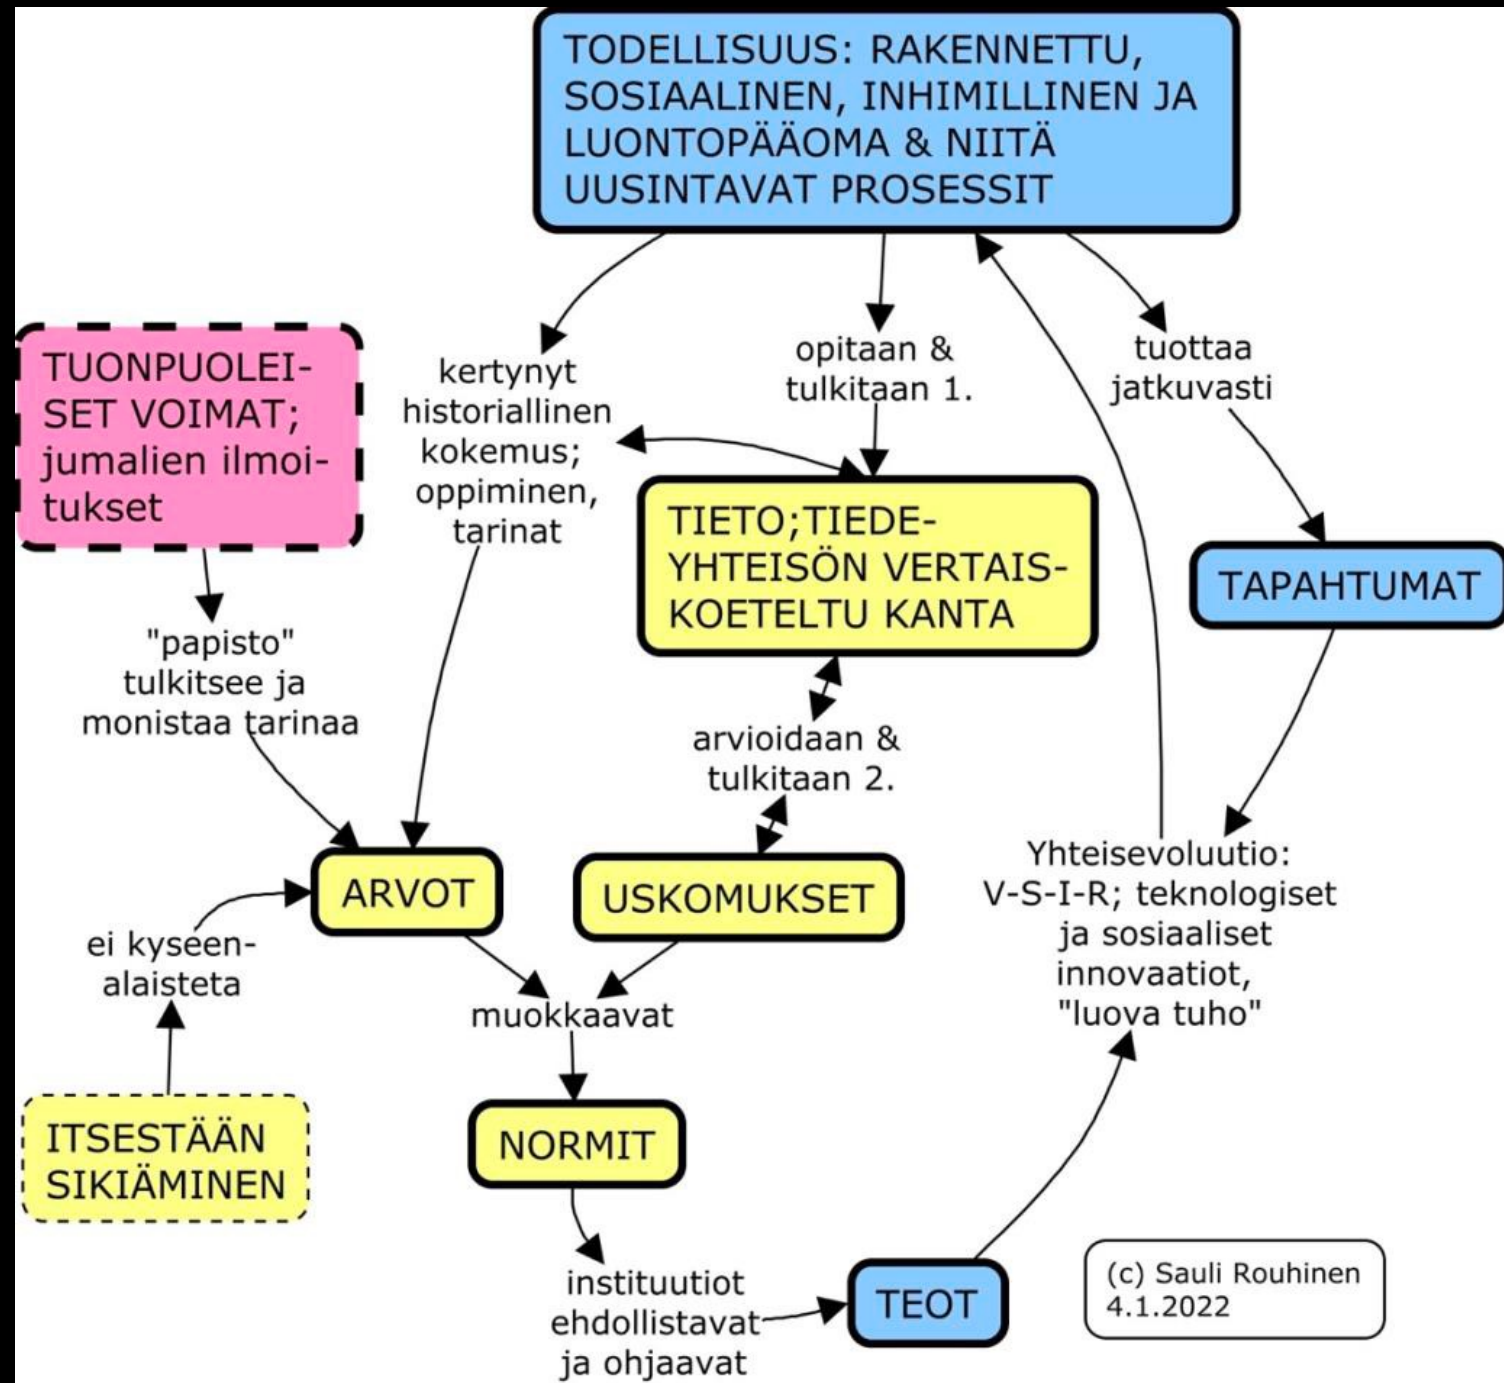 TODELLISUUS: RAKENNETTU,
SOSIAALINEN, INHIMILLINEN JA
LUONTOPÄÄOMA & NIITÄ
UUSINTAVAT PROSESSIT
TUONPUOLEI-
SET VOIMAT;
jumalien ilmoi-
tukset
kertynyt
historiallinen
kokemus;
oppiminen,
tarinat
opitaan &
tulkitaan 1.
tuottaa
jatkuvasti
TIETO;TIEDE-
YHTEISÖN VERTAIS-
KOETELTU KANTA
TAPAHTUMAT
"papisto"
tulkitsee ja
monistaa tarinaa
arvioidaan &
tulkitaan 2.
ARVOT
USKOMUKSET
Yhteisevoluutio:
V-S-I-R; teknologiset
ja sosiaaliset
innovaatiot,
"luova tuho"
ei kyseen-
alaisteta
muokkaavat
ITSESTÄÄN
SIKIÄMINEN
NORMIT
instituutiot
ehdollistavat
ja ohjaavat
TEOT
(c) Sauli Rouhinen
4.1.2022